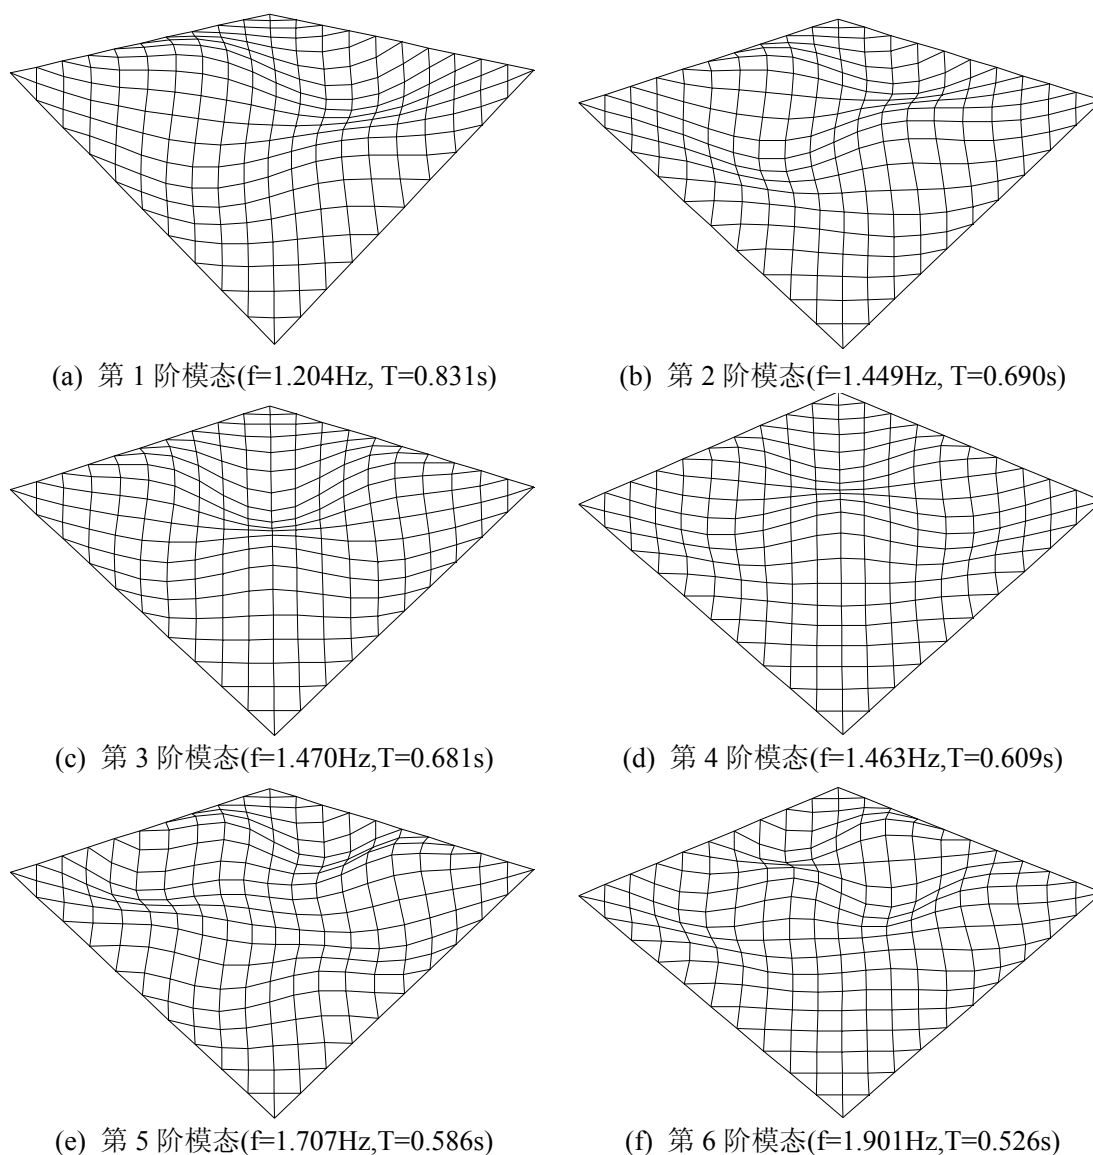 (a) 第 1 阶模态(f=1.204Hz, T=0.831s)
(b) 第 2 阶模态(f=1.449Hz, T=0.690s)
(c) 第 3 阶模态(f=1.470Hz,T=0.681s)
(d) 第 4 阶模态(f=1.463Hz,T=0.609s)
(e) 第 5 阶模态(f=1.707Hz,T=0.586s)
(f) 第 6 阶模态(f=1.901Hz,T=0.526s)